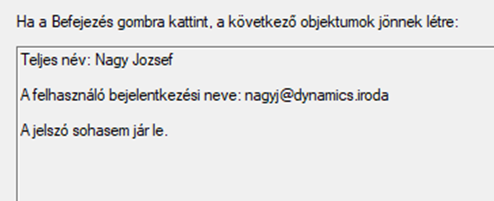 Ha a Befejezés gombra kattint, a következő objektumok jönnek létre:
Teljes név: Nagy Jozsef
A felhasználó bejelentkezési neve: nagyj@dynamics.iroda
A jelszó sohasem jár le.